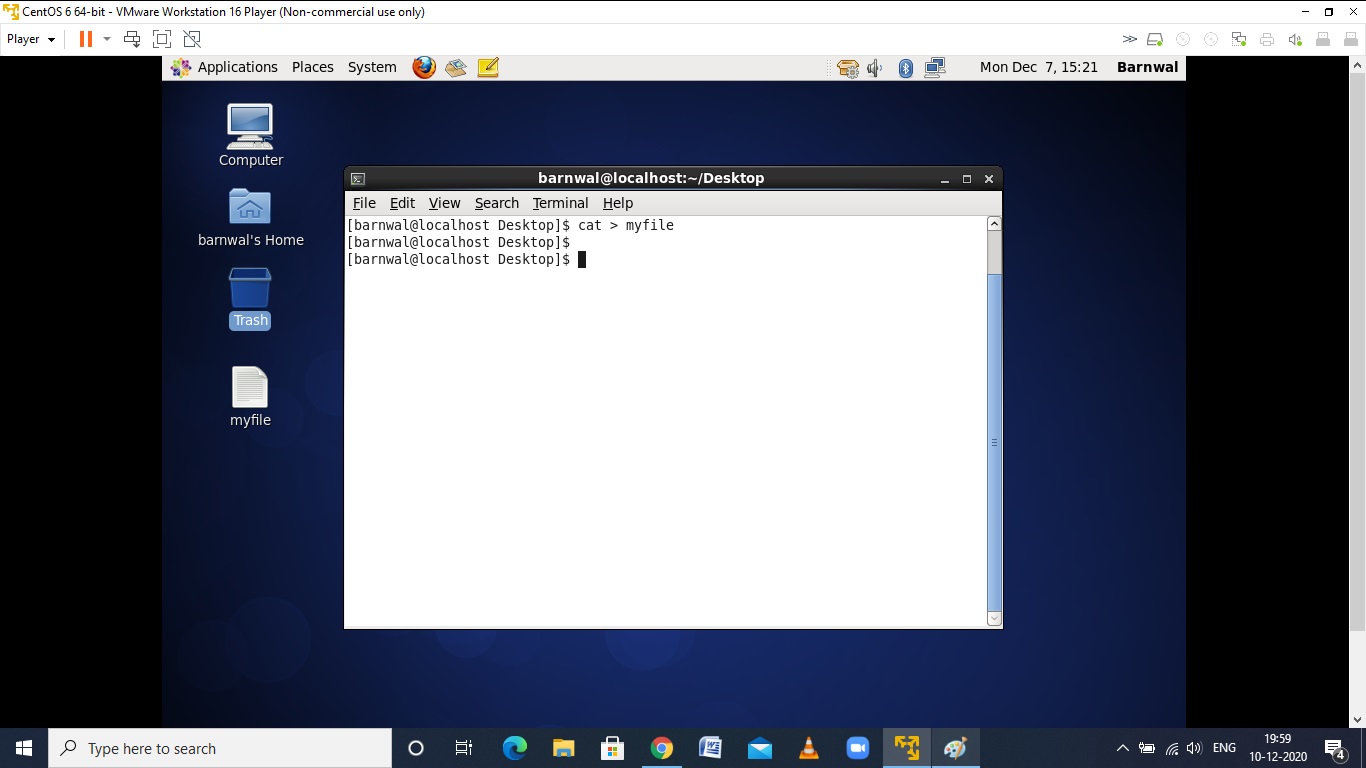 CentOS 6 64-bit - VMware Workstation 16 Player (Non-commercial use only)
Player
Applications Places System Mon Dec 7, 15:21 Barnwal
Computer
barnwal's Home
Trash
myfile
barnwal@localhost:~/Desktop
File Edit View Search Terminal Help
[barnwal@localhost Desktop]$ cat > myfile
[barnwal@localhost Desktop]$
[barnwal@localhost Desktop]$
Type here to search
ENG
19:59
10-12-2020
4